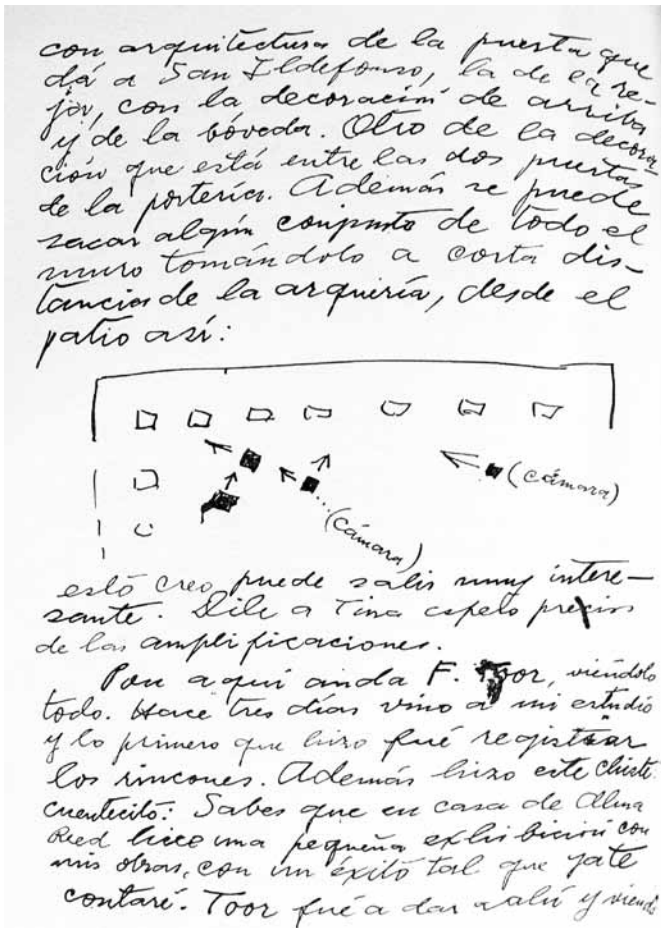 con arquitectura de la puerta que
dá a San Ildefonso, la de la re-
ja, con la decoración de arriba
y de la bóveda. Otro de la decora-
ción que está entre las dos puertas
de la portería. Además se puede
sacar algún conjunto de todo el
muro tomándolo a corta dis-
tancia de la arquería, desde el
patio así:
(cámara)
(cámara)
esto creo puede salir muy intere-
sante. Dile a Tina espero precios
de las amplificaciones.
Por aquí anda F. Toor, viéndolo
todo. Hace tres días vino a mi estudio
y lo primero que hizo fué registrar
los rincones. Además hizo este chiste.
cuentecito: Sabes que en casa de Alma
Reed hice una pequeña exhibición con
mis obras, con un éxito tal que ya te
contaré. Toor fué a dar allí y viendo